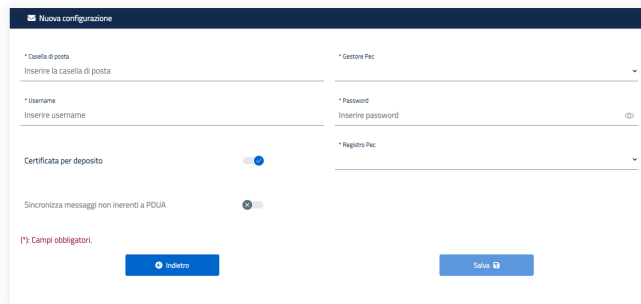 Nuova configurazione
* Casella di posta
* Gestore Pec
Inserire la casella di posta
* Username
* Password
Inserire username
Inserire password
* Registro Pec
Certificata per deposito
Sincronizza messaggi non inerenti a PDUA
(*): Campi obbligatori.
Indietro
Salva